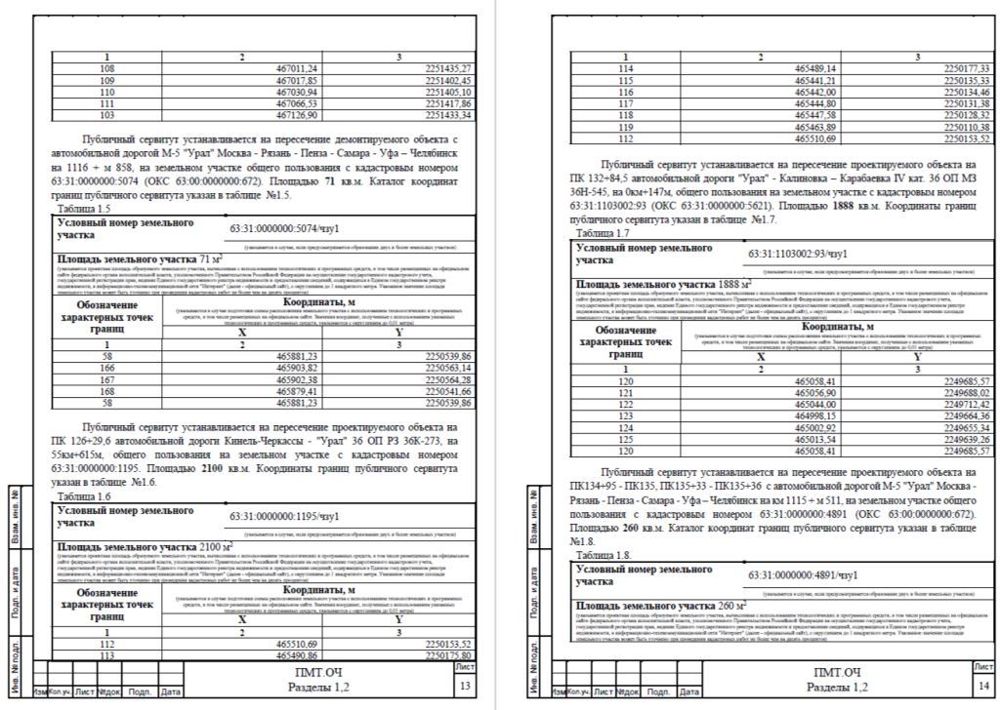 1 2 3
108 467011,24 2251435,27
109 467017,85 2251402,45
110 467030,94 2251405,10
111 467066,53 2251417,86
103 467126,90 2251433,34
Публичный сервитут устанавливается на пересечение демонтируемого объекта с
автомобильной дорогой М-5 "Урал" Москва - Рязань - Пенза - Самара - Уфа – Челябинск
на 1116 + м 858, на земельном участке общего пользования с кадастровым номером
63:31:0000000:5074 (ОКС 63:00:0000000:672). Площадью 71 кв.м. Каталог координат
границ публичного сервитута указан в таблице №1.5.
Таблица 1.5
Условный номер земельного
участка
63:31:0000000:5074/чзу1
(указывается в случае, если предусматривается образование двух и более земельных участков)
Площадь земельного участка 71 м2
Обозначение
характерных точек
границ
Координаты, м
X Y
1 2 3
58 465881,23 2250539,86
166 465903,82 2250563,14
167 465902,38 2250564,28
168 465879,41 2250541,66
58 465881,23 2250539,86
Публичный сервитут устанавливается на пересечение проектируемого объекта на
ПК 126+29,6 автомобильной дороги Кинель-Черкассы - "Урал" 36 ОП РЗ 36К-273, на
55км+615м, общего пользования на земельном участке с кадастровым номером
63:31:0000000:1195. Площадью 2100 кв.м. Координаты границ публичного сервитута
указан в таблице №1.6.
Таблица 1.6
Условный номер земельного
участка
63:31:0000000:1195/чзу1
(указывается в случае, если предусматривается образование двух и более земельных участков)
Площадь земельного участка 2100 м2
Обозначение
характерных точек
границ
Координаты, м
X Y
1 2 3
112 465510,69 2250153,52
113 465490,86 2250175,80
Взам. инв. №
Подп. и дата
Инв. № подл.
Изм Кол.уч. Лист №док Подп. Дата
ПМТ.ОЧ
Разделы 1,2
Лист
13
1 2 3
114 465489,14 2250177,33
115 465441,21 2250135,33
116 465442,00 2250134,46
117 465444,80 2250131,38
118 465447,58 2250128,32
119 465463,89 2250110,38
112 465510,69 2250153,52
Публичный сервитут устанавливается на пересечение проектируемого объекта на
ПК 132+84,5 автомобильной дороги "Урал" - Калиновка – Карабаевка IV кат. 36 ОП МЗ
36Н-545, на 0км+147м, общего пользования на земельном участке с кадастровым номером
63:31:1103002:93 (ОКС 63:31:0000000:5621). Площадью 1888 кв.м. Координаты границ
публичного сервитута указан в таблице №1.7.
Таблица 1.7
Условный номер земельного
участка
63:31:1103002:93/чзу1
(указывается в случае, если предусматривается образование двух и более земельных участков)
Площадь земельного участка 1888 м2
Обозначение
характерных точек
границ
Координаты, м
X Y
1 2 3
120 465058,41 2249685,57
121 465056,90 2249688,02
122 465044,00 2249712,42
123 464998,15 2249664,36
124 465002,92 2249655,34
125 465013,54 2249639,26
120 465058,41 2249685,57
Публичный сервитут устанавливается на пересечение проектируемого объекта на
ПК134+95 - ПК135, ПК135+33 - ПК135+36 с автомобильной дорогой М-5 "Урал" Москва -
Рязань - Пенза - Самара - Уфа – Челябинск на км 1115 + м 511, на земельном участке общего
пользования с кадастровым номером 63:31:0000000:4891 (ОКС 63:00:0000000:672).
Площадью 260 кв.м. Каталог координат границ публичного сервитута указан в таблице
№1.8.
Таблица 1.8.
Условный номер земельного
участка
63:31:0000000:4891/чзу1
(указывается в случае, если предусматривается образование двух и более земельных участков)
Площадь земельного участка 260 м2
Взам. инв. №
Подп. и дата
Инв. № подл.
Изм Кол.уч. Лист №док Подп. Дата
ПМТ.ОЧ
Разделы 1,2
Лист
14